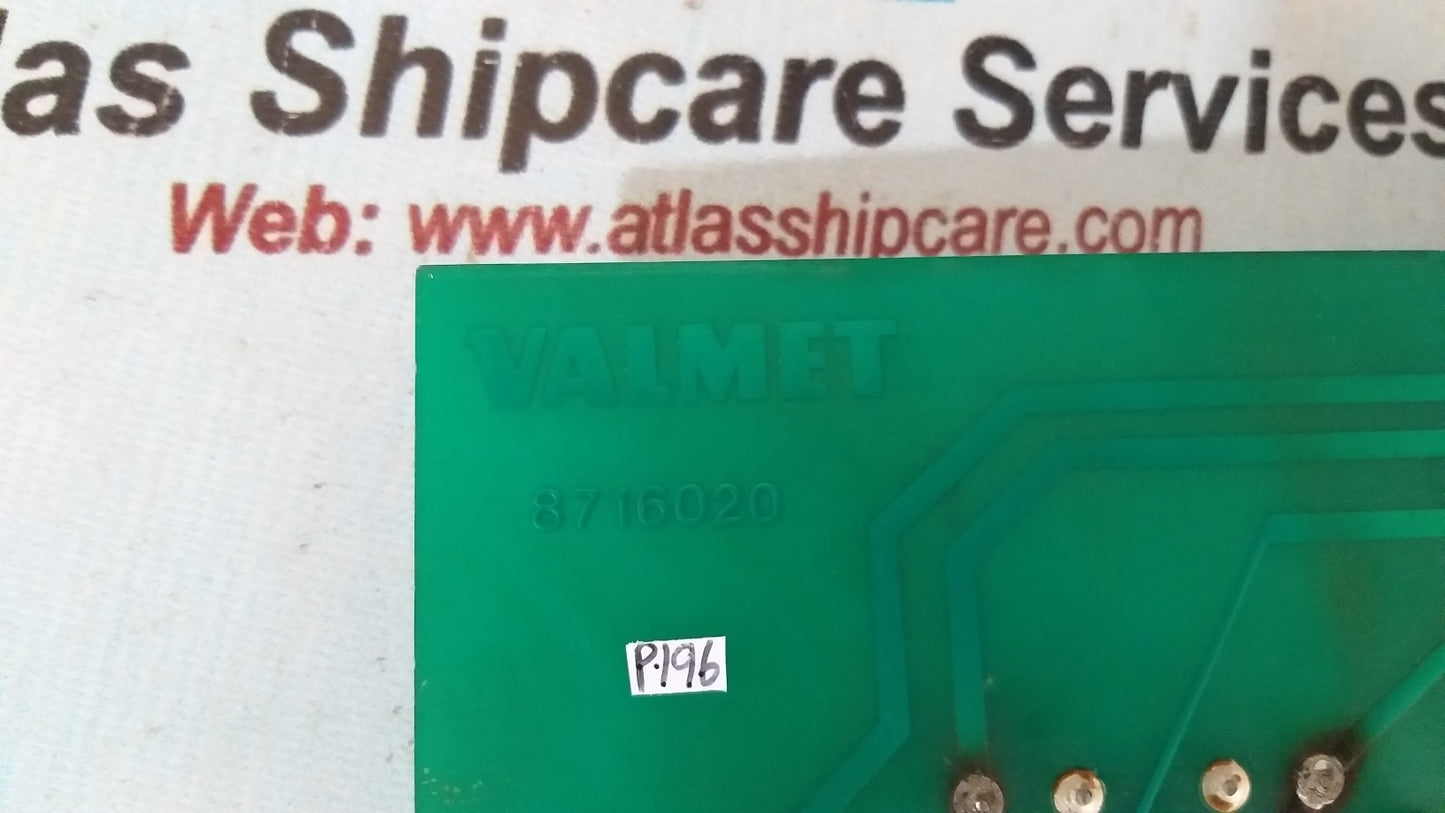 las Shipcare Services
Web: www.atlasshipcare.com
VALMET
8716020
P.196